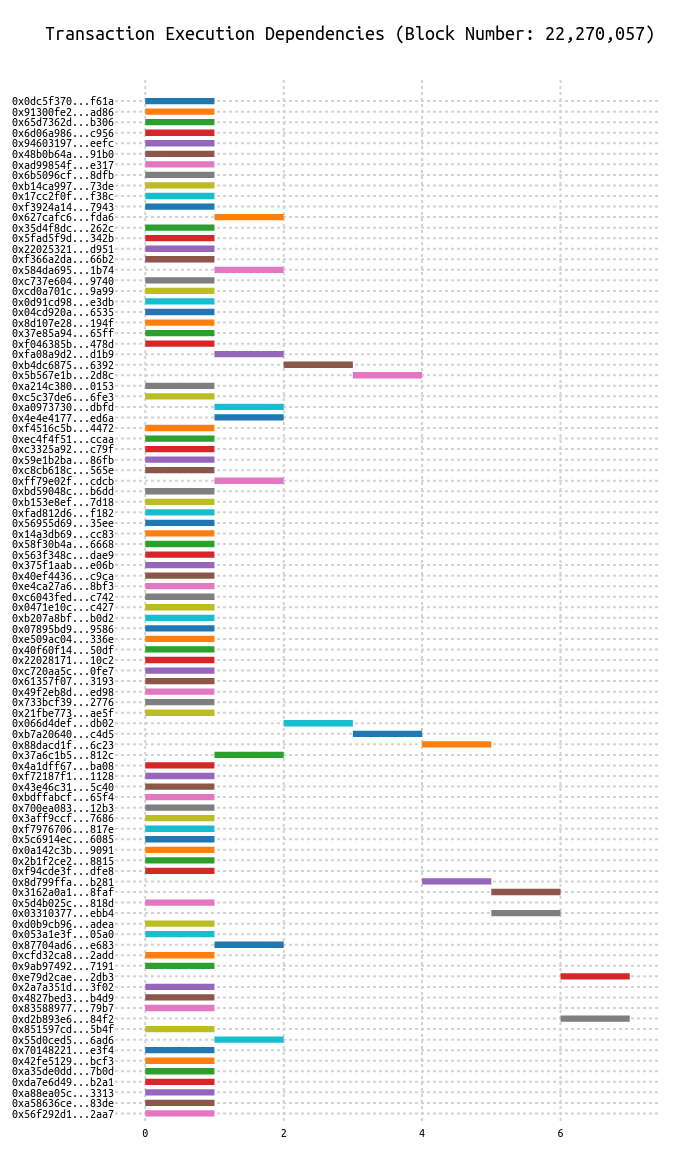 Transaction Execution Dependencies (Block Number: 22,270,057)
0x0dc5f370...f61a
0x91300fe2...ad86
0x65d7362d...b306
0x6d06a986...c956
0x94603197...eefc
0x48b0b64a...91b0
0xad99854f...e317
0x6b5096cf...8dfb
0xb14ca997...73de
0x17cc2f0f...f38c
0xf3924a14...7943
0x627cafc6...fda6
0x35d4f8dc...262c
0x5fad5f9d...342b
0x22025321...d951
0xf366a2da...66b2
0x584da695...1b74
0xc737e604...9740
0xcd0a701c...9a99
0x0d91cd98...e3db
0x04cd920a...6535
0x8d107e28...194f
0x37e85a94...65ff
0xf046385b...478d
0xfa08a9d2...d1b9
0xb4dc6875...6392
0x5b567e1b...2d8c
0xa214c380...0153
0xc5c37de6...6fe3
0xa0973730...dbfd
0x4e4e4177...ed6a
0xf4516c5b...4472
0xec4f4f51...ccaa
0xc3325a92...c79f
0x59e1b2ba...86fb
0xc8cb618c...565e
0xff79e02f...cdcb
0xbd59048c...b6dd
0xb153e8ef...7d18
0xfad812d6...f182
0x56955d69...35ee
0x14a3db69...cc83
0x58f30b4a...6668
0x563f348c...dae9
0x375f1aab...e06b
0x40ef4436...c9ca
0xe4ca27a6...8bf3
0xc6043fed...c742
0x0471e10c...c427
0xb207a8bf...b0d2
0x07895bd9...9586
0xe509ac04...336e
0x40f60f14...50df
0x22028171...10c2
0xc720aa5c...0fe7
0x61357f07...3193
0x49f2eb8d...ed98
0x733bcf39...2776
0x21fbe773...ae5f
0x066d4def...db02
0xb7a20640...c4d5
0x88dacd1f...6c23
0x37a6c1b5...812c
0x4a1dff67...ba08
0xf72187f1...1128
0x43e46c31...5c40
0xbdffabcf...65f4
0x700ea083...12b3
0x3aff9ccf...7686
0xf7976706...817e
0x5c6914ec...6085
0x0a142c3b...9091
0x2b1f2ce2...8815
0xf94cde3f...dfe8
0x8d799ffa...b281
0x3162a0a1...8faf
0x5d4b025c...818d
0x03310377...ebb4
0xd0b9cb96...adea
0x053a1e3f...05a0
0x87704ad6...e683
0xcfd32ca8...2add
0x9ab97492...7191
0xe79d2cae...2db3
0x2a7a351d...3f02
0x4827bed3...b4d9
0x83588977...79b7
0xd2b893e6...84f2
0x851597cd...5b4f
0x55d0ced5...6ad6
0x70148221...e3f4
0x42fe5129...bcf3
0xa35de0dd...7b0d
0xda7e6d49...b2a1
0xa88ea05c...3313
0xa58636ce...83de
0x56f292d1...2aa7
0 2 4 6